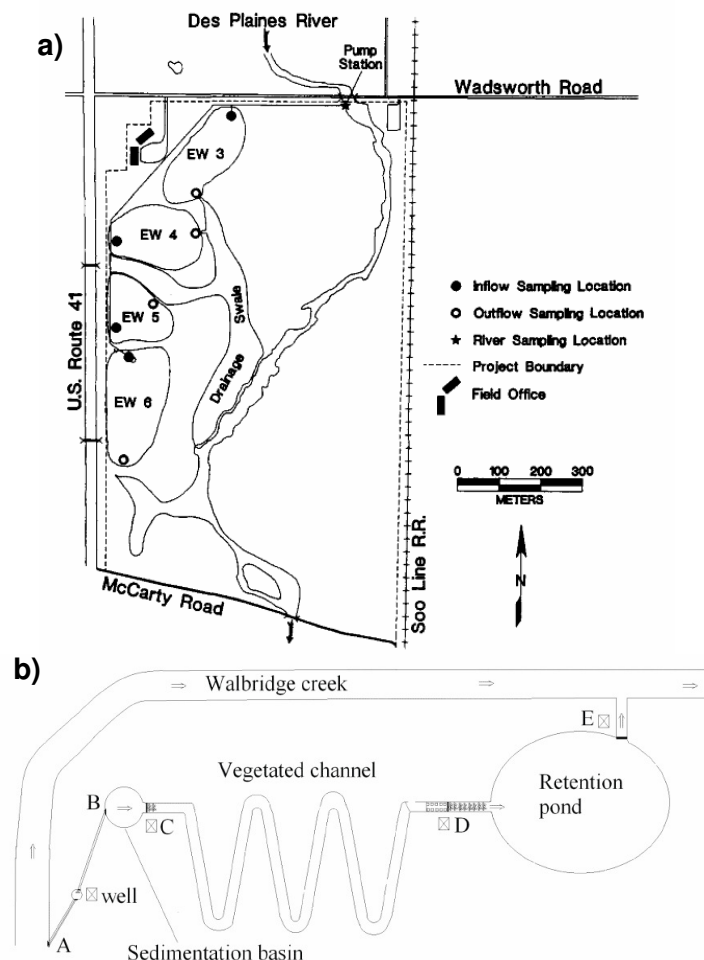 a)
Des Plaines River
Pump
Station
Wadsworth Road
EW 3
EW 4
EW 5
EW 6
U.S. Route 41
Swale
Drainage
Inflow Sampling Location
Outflow Sampling Location
River Sampling Location
Project Boundary
Field Office
0 100 200 300
METERS
N
Soo Line R.R.
McCarty Road
b)
Walbridge creek
E
Vegetated channel
Retention
pond
B
C
D
well
A
Sedimentation basin